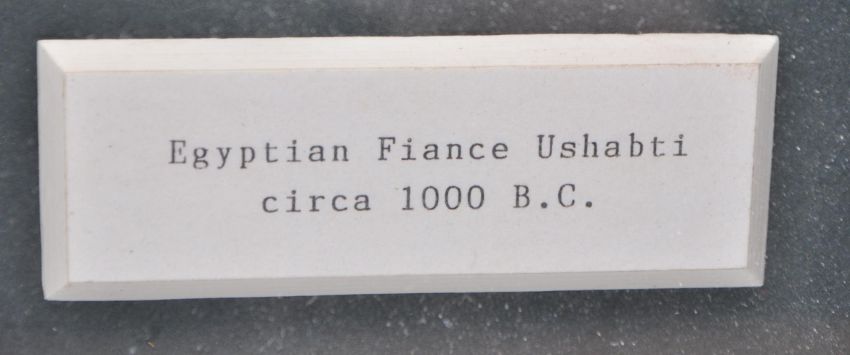 Egyptian Fiance Ushabti
circa 1000 B.C.